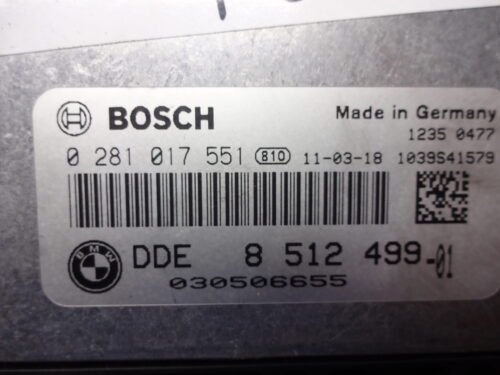 BOSCH Made in Germany
1235 0477
0 281 017 551 810 11-03-18 1039S41579
BMW DDE 8 512 499-01
030506655